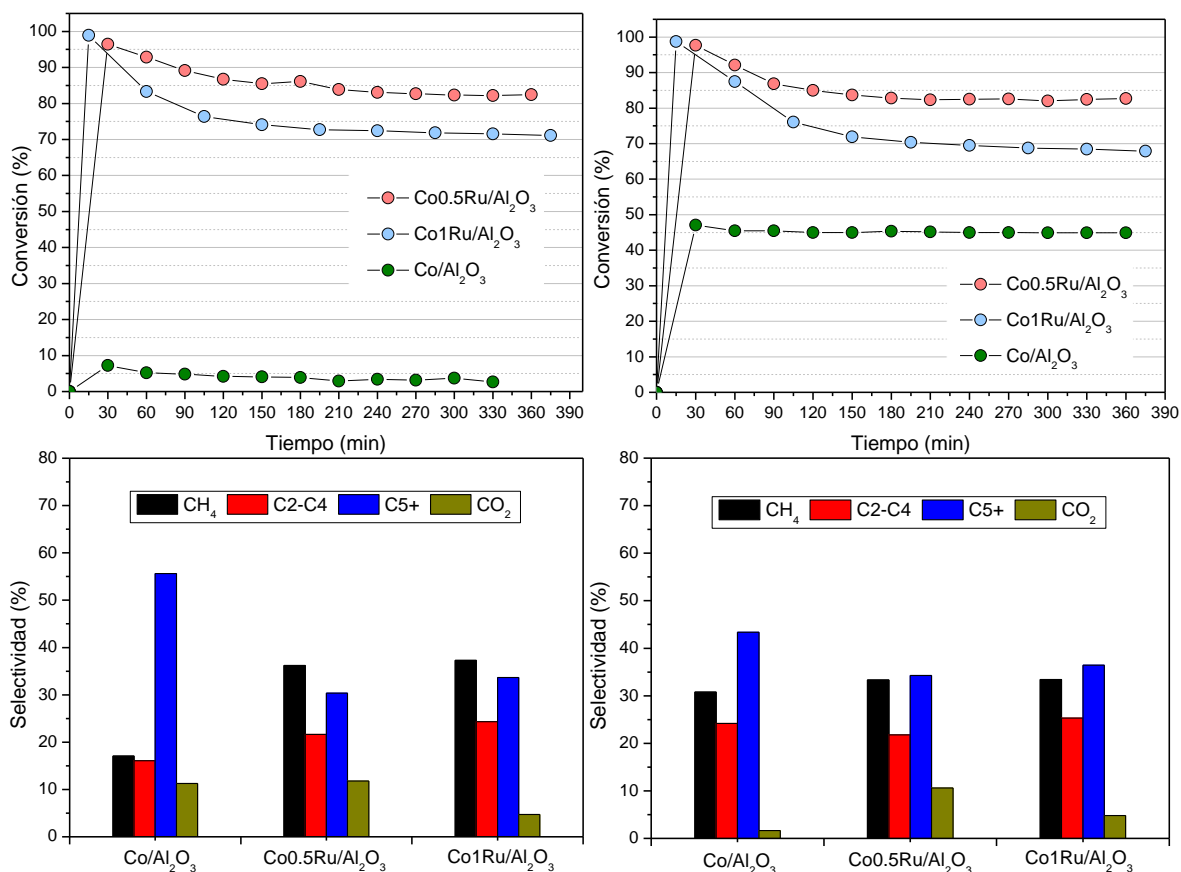 Conversión (%)
100
90
80
70
60
50
40
30
20
10
0
Co0.5Ru/Al₂O₃
Co1Ru/Al₂O₃
Co/Al₂O₃
0 30 60 90 120 150 180 210 240 270 300 330 360 390
Tiempo (min)
Conversión (%)
100
90
80
70
60
50
40
30
20
10
0
Co0.5Ru/Al₂O₃
Co1Ru/Al₂O₃
Co/Al₂O₃
0 30 60 90 120 150 180 210 240 270 300 330 360 390
Tiempo (min)
Selectividad (%)
80
70
60
50
40
30
20
10
0
CH₄ C2-C4 C5+ CO₂
Co/Al₂O₃ Co0.5Ru/Al₂O₃ Co1Ru/Al₂O₃
Selectividad (%)
80
70
60
50
40
30
20
10
0
CH₄ C2-C4 C5+ CO₂
Co/Al₂O₃ Co0.5Ru/Al₂O₃ Co1Ru/Al₂O₃